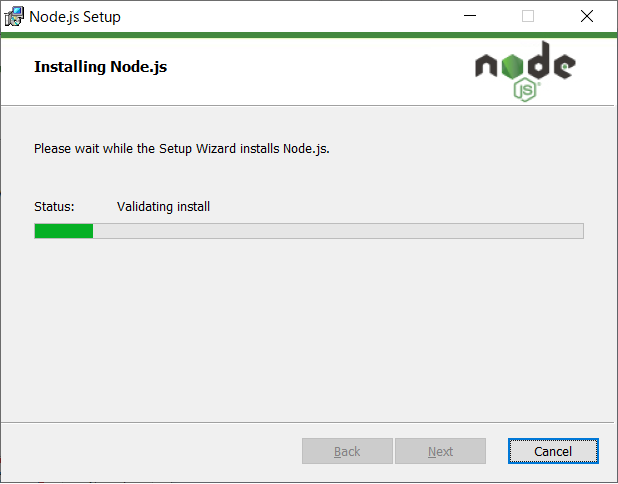 Node.js Setup
Installing Node.js
node
JS
Please wait while the Setup Wizard installs Node.js.
Status: Validating install
Back Next Cancel